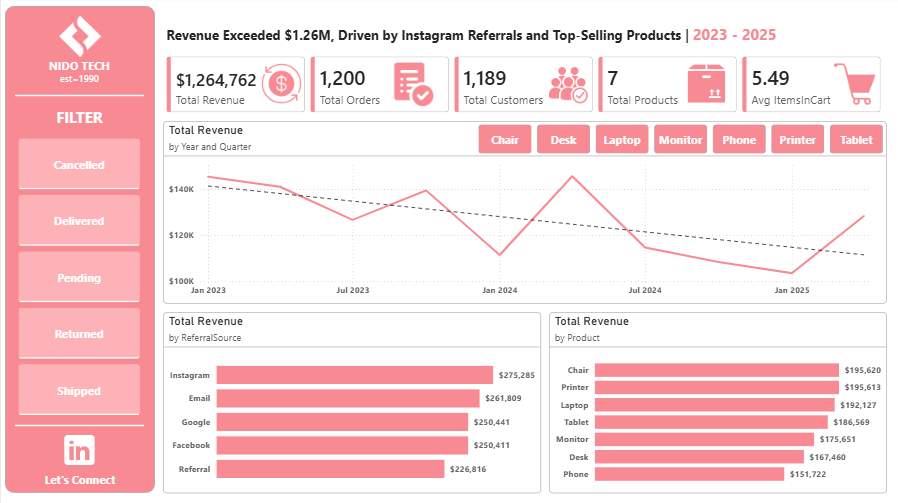 NIDO TECH
est~1990
FILTER
Cancelled
Delivered
Pending
Returned
Shipped
in
Let's Connect
Revenue Exceeded $1.26M, Driven by Instagram Referrals and Top-Selling Products | 2023 - 2025
$1,264,762
Total Revenue
1,200
Total Orders
1,189
Total Customers
7
Total Products
5.49
Avg ItemsInCart
Total Revenue
by Year and Quarter
Chair Desk Laptop Monitor Phone Printer Tablet
$140K
$120K
$100K
Jan 2023 Jul 2023 Jan 2024 Jul 2024 Jan 2025
Total Revenue
by ReferralSource
Instagram $275,285
Email $261,809
Google $250,441
Facebook $250,411
Referral $226,816
Total Revenue
by Product
Chair $195,620
Printer $195,613
Laptop $192,127
Tablet $186,569
Monitor $175,651
Desk $167,460
Phone $151,722